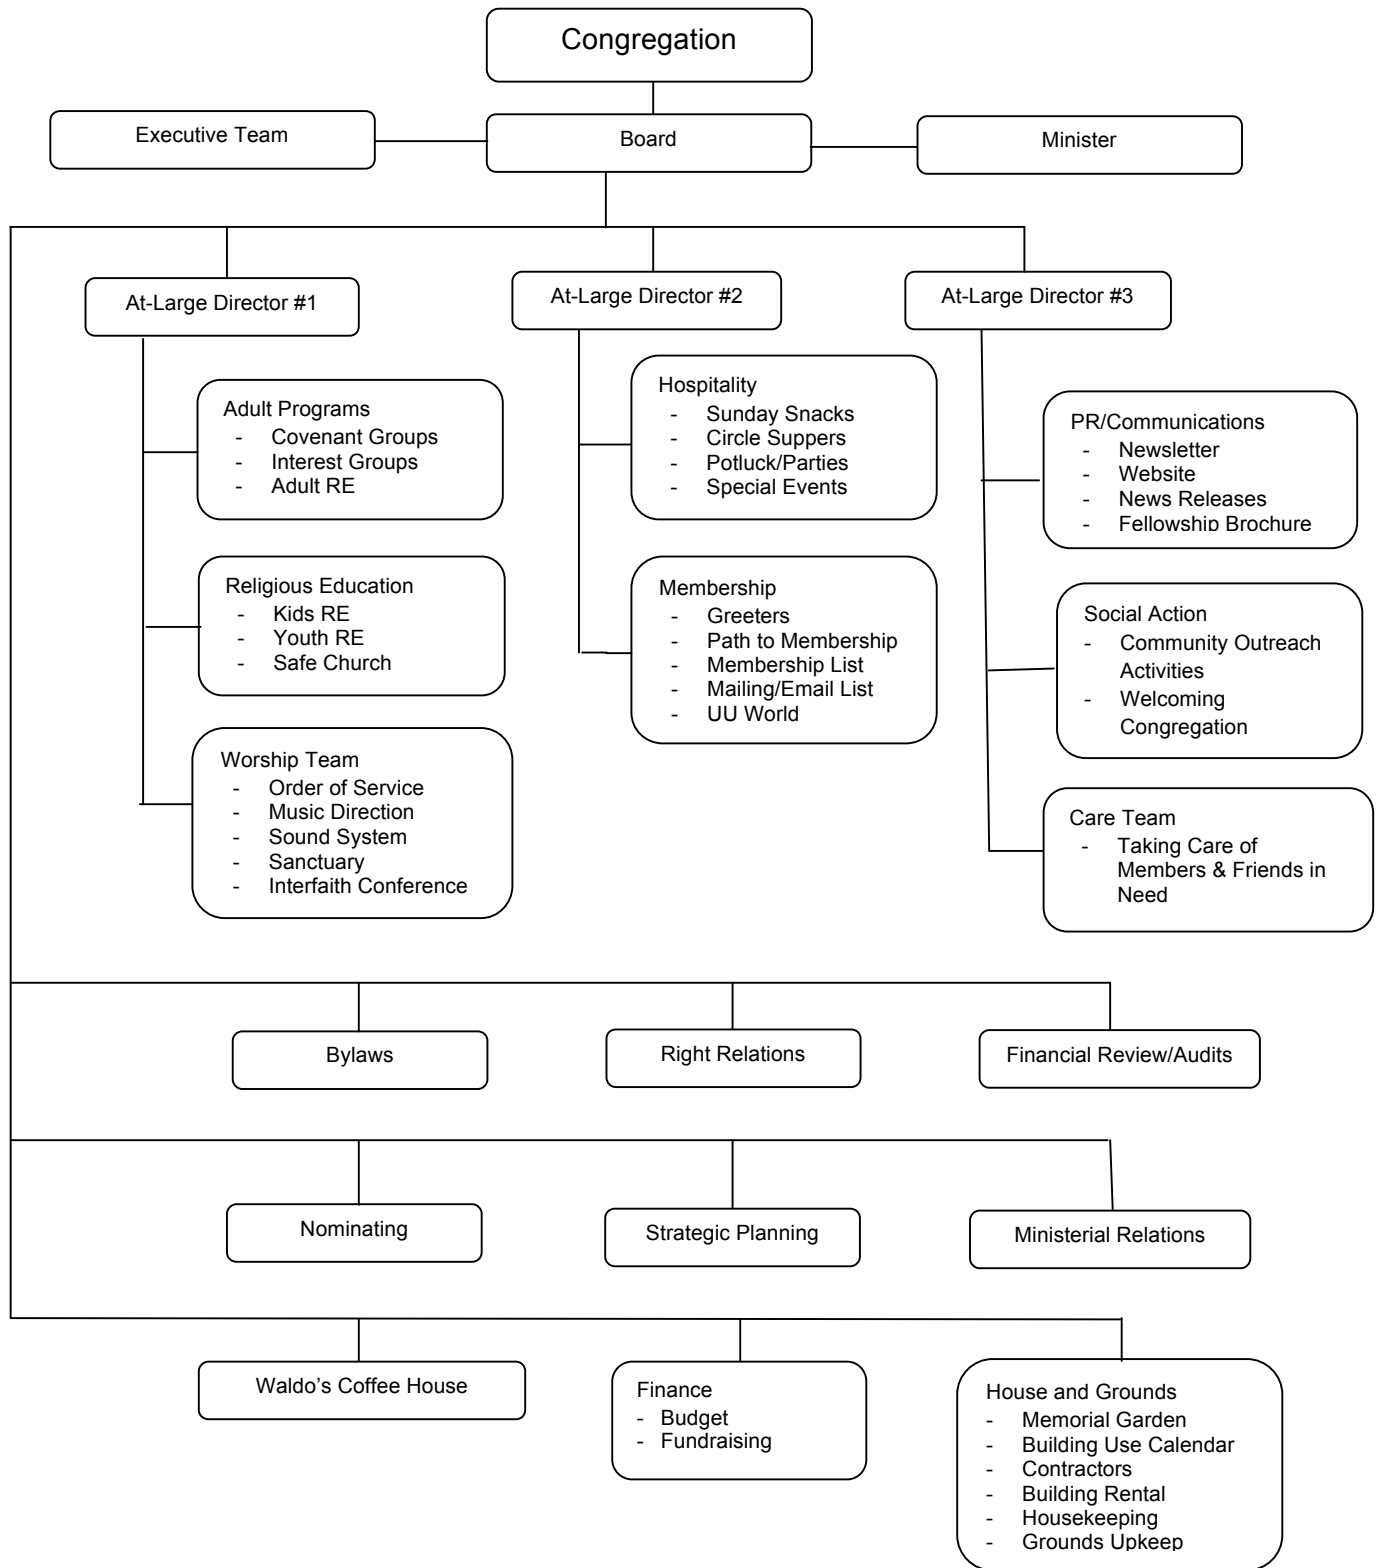 Congregation
Executive Team
Board
Minister
At-Large Director #1
At-Large Director #2
At-Large Director #3
Adult Programs
- Covenant Groups
- Interest Groups
- Adult RE
Religious Education
- Kids RE
- Youth RE
- Safe Church
Worship Team
- Order of Service
- Music Direction
- Sound System
- Sanctuary
- Interfaith Conference
Hospitality
- Sunday Snacks
- Circle Suppers
- Potluck/Parties
- Special Events
Membership
- Greeters
- Path to Membership
- Membership List
- Mailing/Email List
- UU World
PR/Communications
- Newsletter
- Website
- News Releases
- Fellowship Brochure
Social Action
- Community Outreach
Activities
- Welcoming
Congregation
Care Team
- Taking Care of
Members & Friends in
Need
Bylaws
Right Relations
Financial Review/Audits
Nominating
Strategic Planning
Ministerial Relations
Waldo’s Coffee House
Finance
- Budget
- Fundraising
House and Grounds
- Memorial Garden
- Building Use Calendar
- Contractors
- Building Rental
- Housekeeping
- Grounds Upkeep